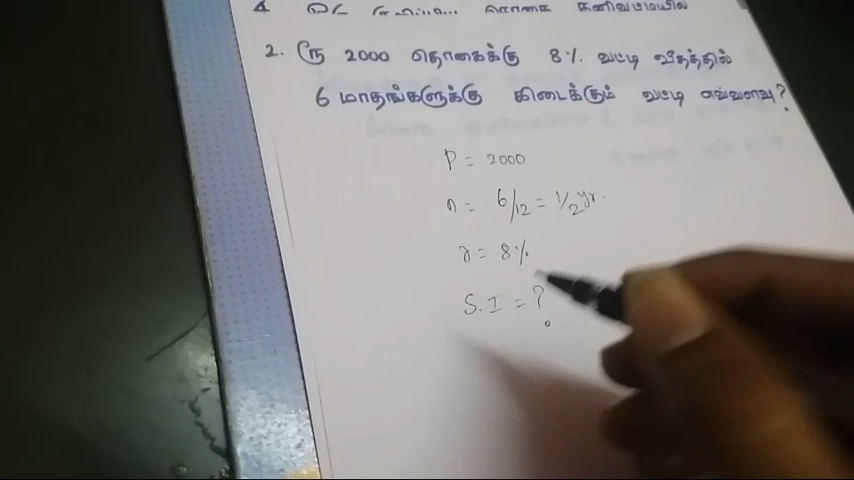 2. ரூ 2000 தொகைக்கு 8%. வட்டி வீதத்தில்
6 மாதங்களுக்கு கிடைக்கும் வட்டி எவ்வளவு?
P = 2000
n = 6/12 = 1/2 yr.
r = 8%
S.I = ?